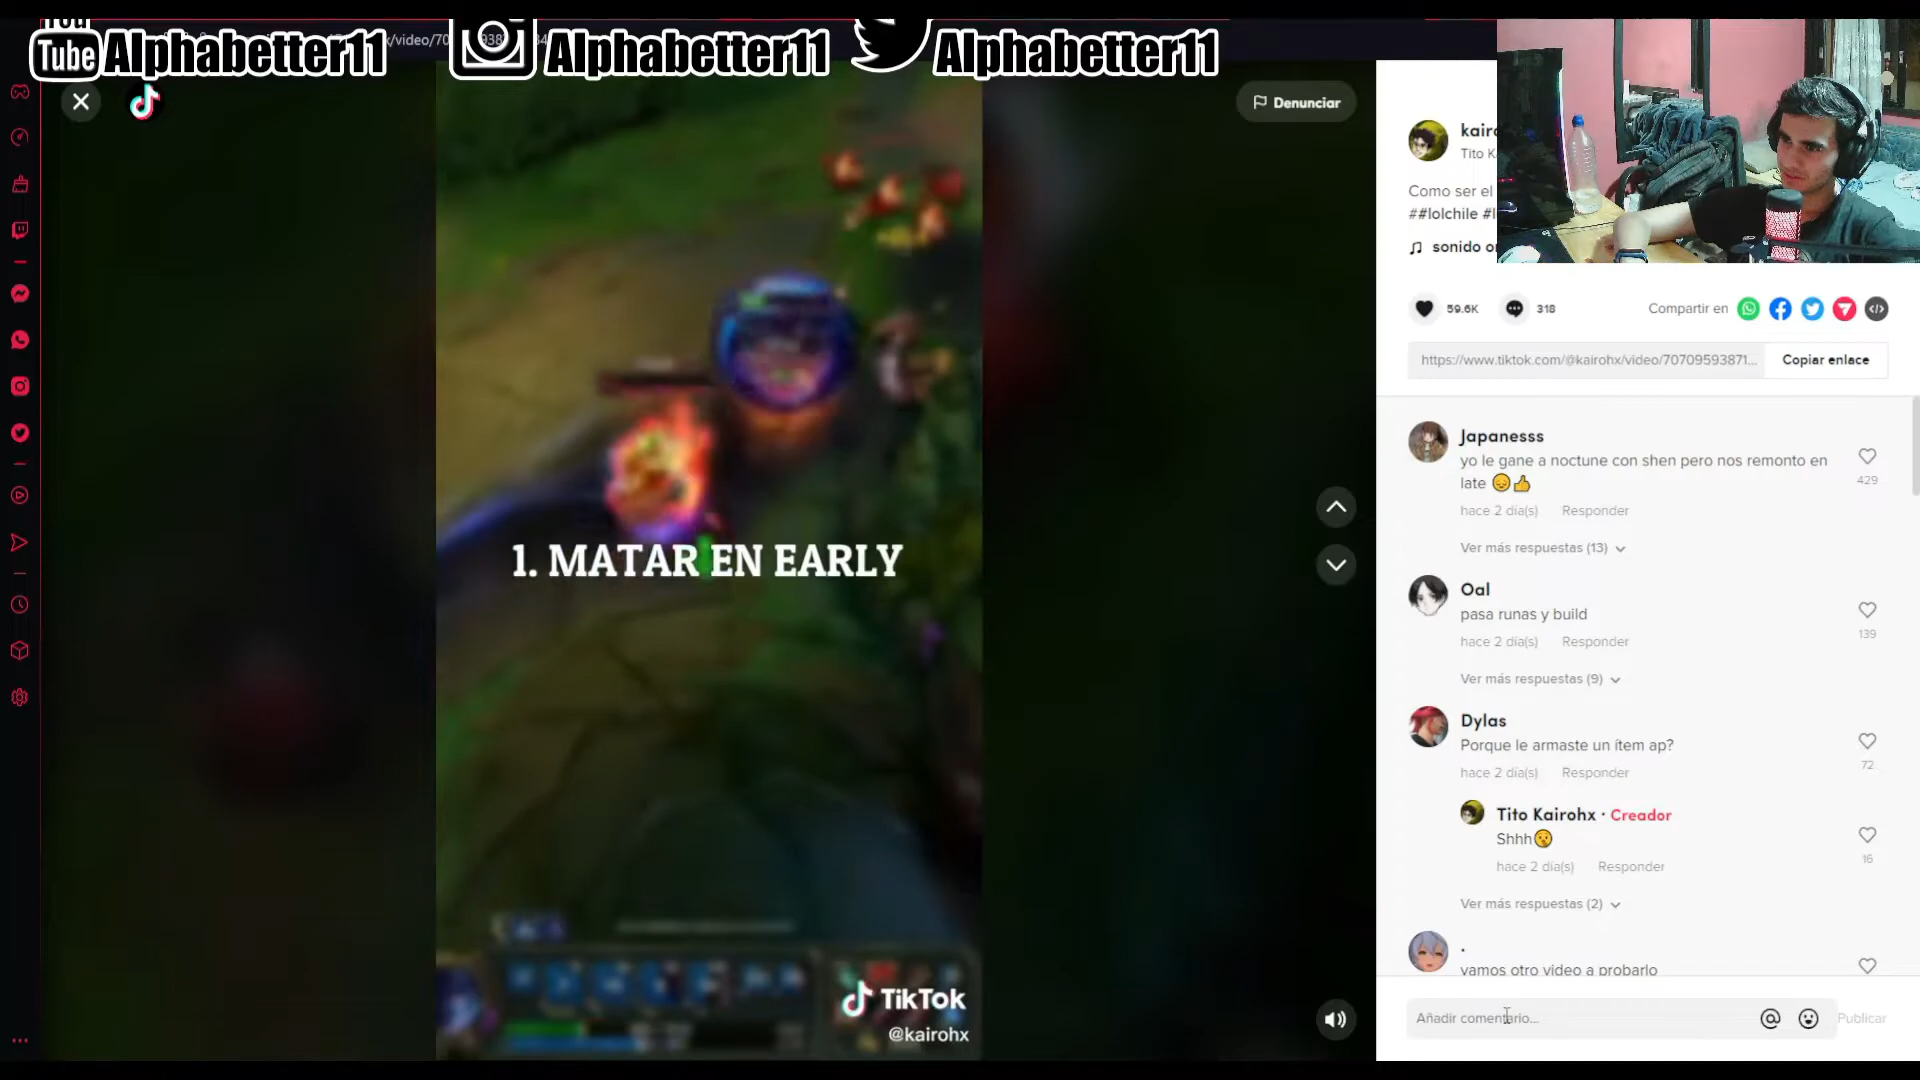 You
Tube Alphabetter11
Alphabetter11
Alphabetter11
Denunciar
1. MATAR EN EARLY
TikTok
@kairohx
Como ser el
##lolchile
59.6K
318
Compartir en
https://www.tiktok.com/@kairohx/video/70709593871...
Copiar enlace
Japanesss
yo le gane a noctune con shen pero nos remonto en
late 😔👍
429
hace 2 día(s) Responder
Ver más respuestas (13)
Oal
pasa runas y build
139
hace 2 día(s) Responder
Ver más respuestas (9)
Dylas
Porque le armaste un ítem ap?
72
hace 2 día(s) Responder
Tito Kairohx · Creador
Shhh🤫
16
hace 2 día(s) Responder
Ver más respuestas (2)
.
vamos otro video a probarlo
Añadir comentario...
Publicar